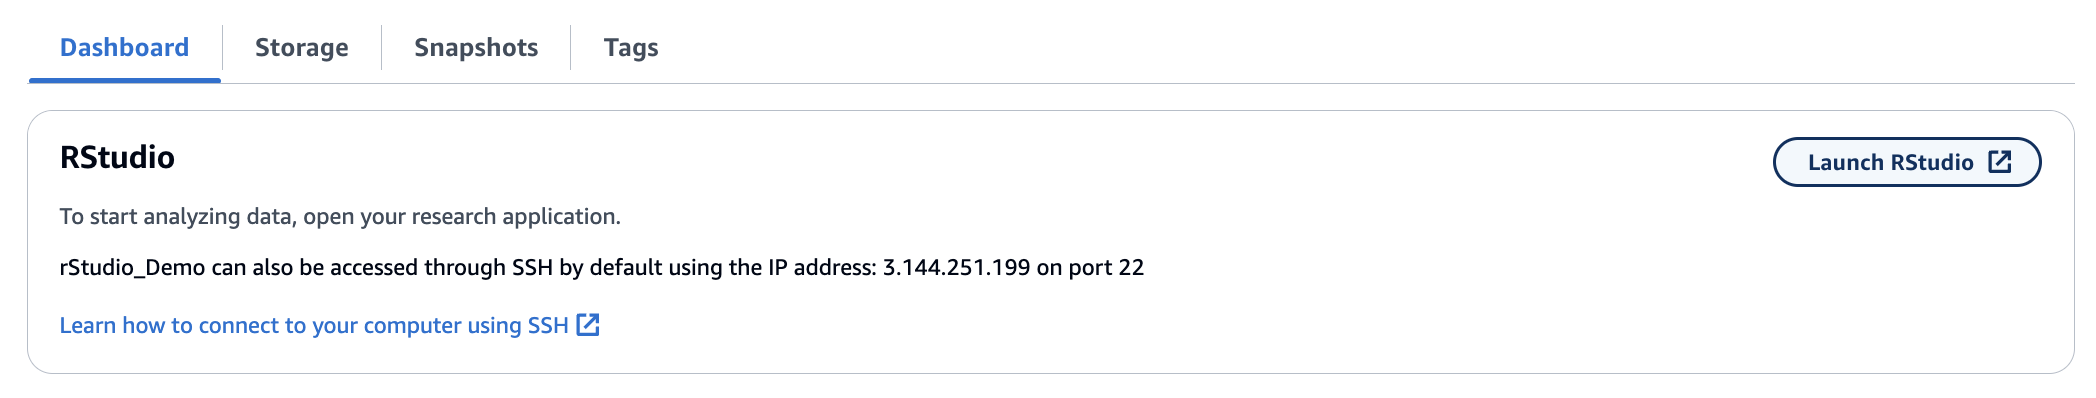 Dashboard Storage Snapshots Tags
RStudio
Launch RStudio
To start analyzing data, open your research application.
rStudio_Demo can also be accessed through SSH by default using the IP address: 3.144.251.199 on port 22
Learn how to connect to your computer using SSH